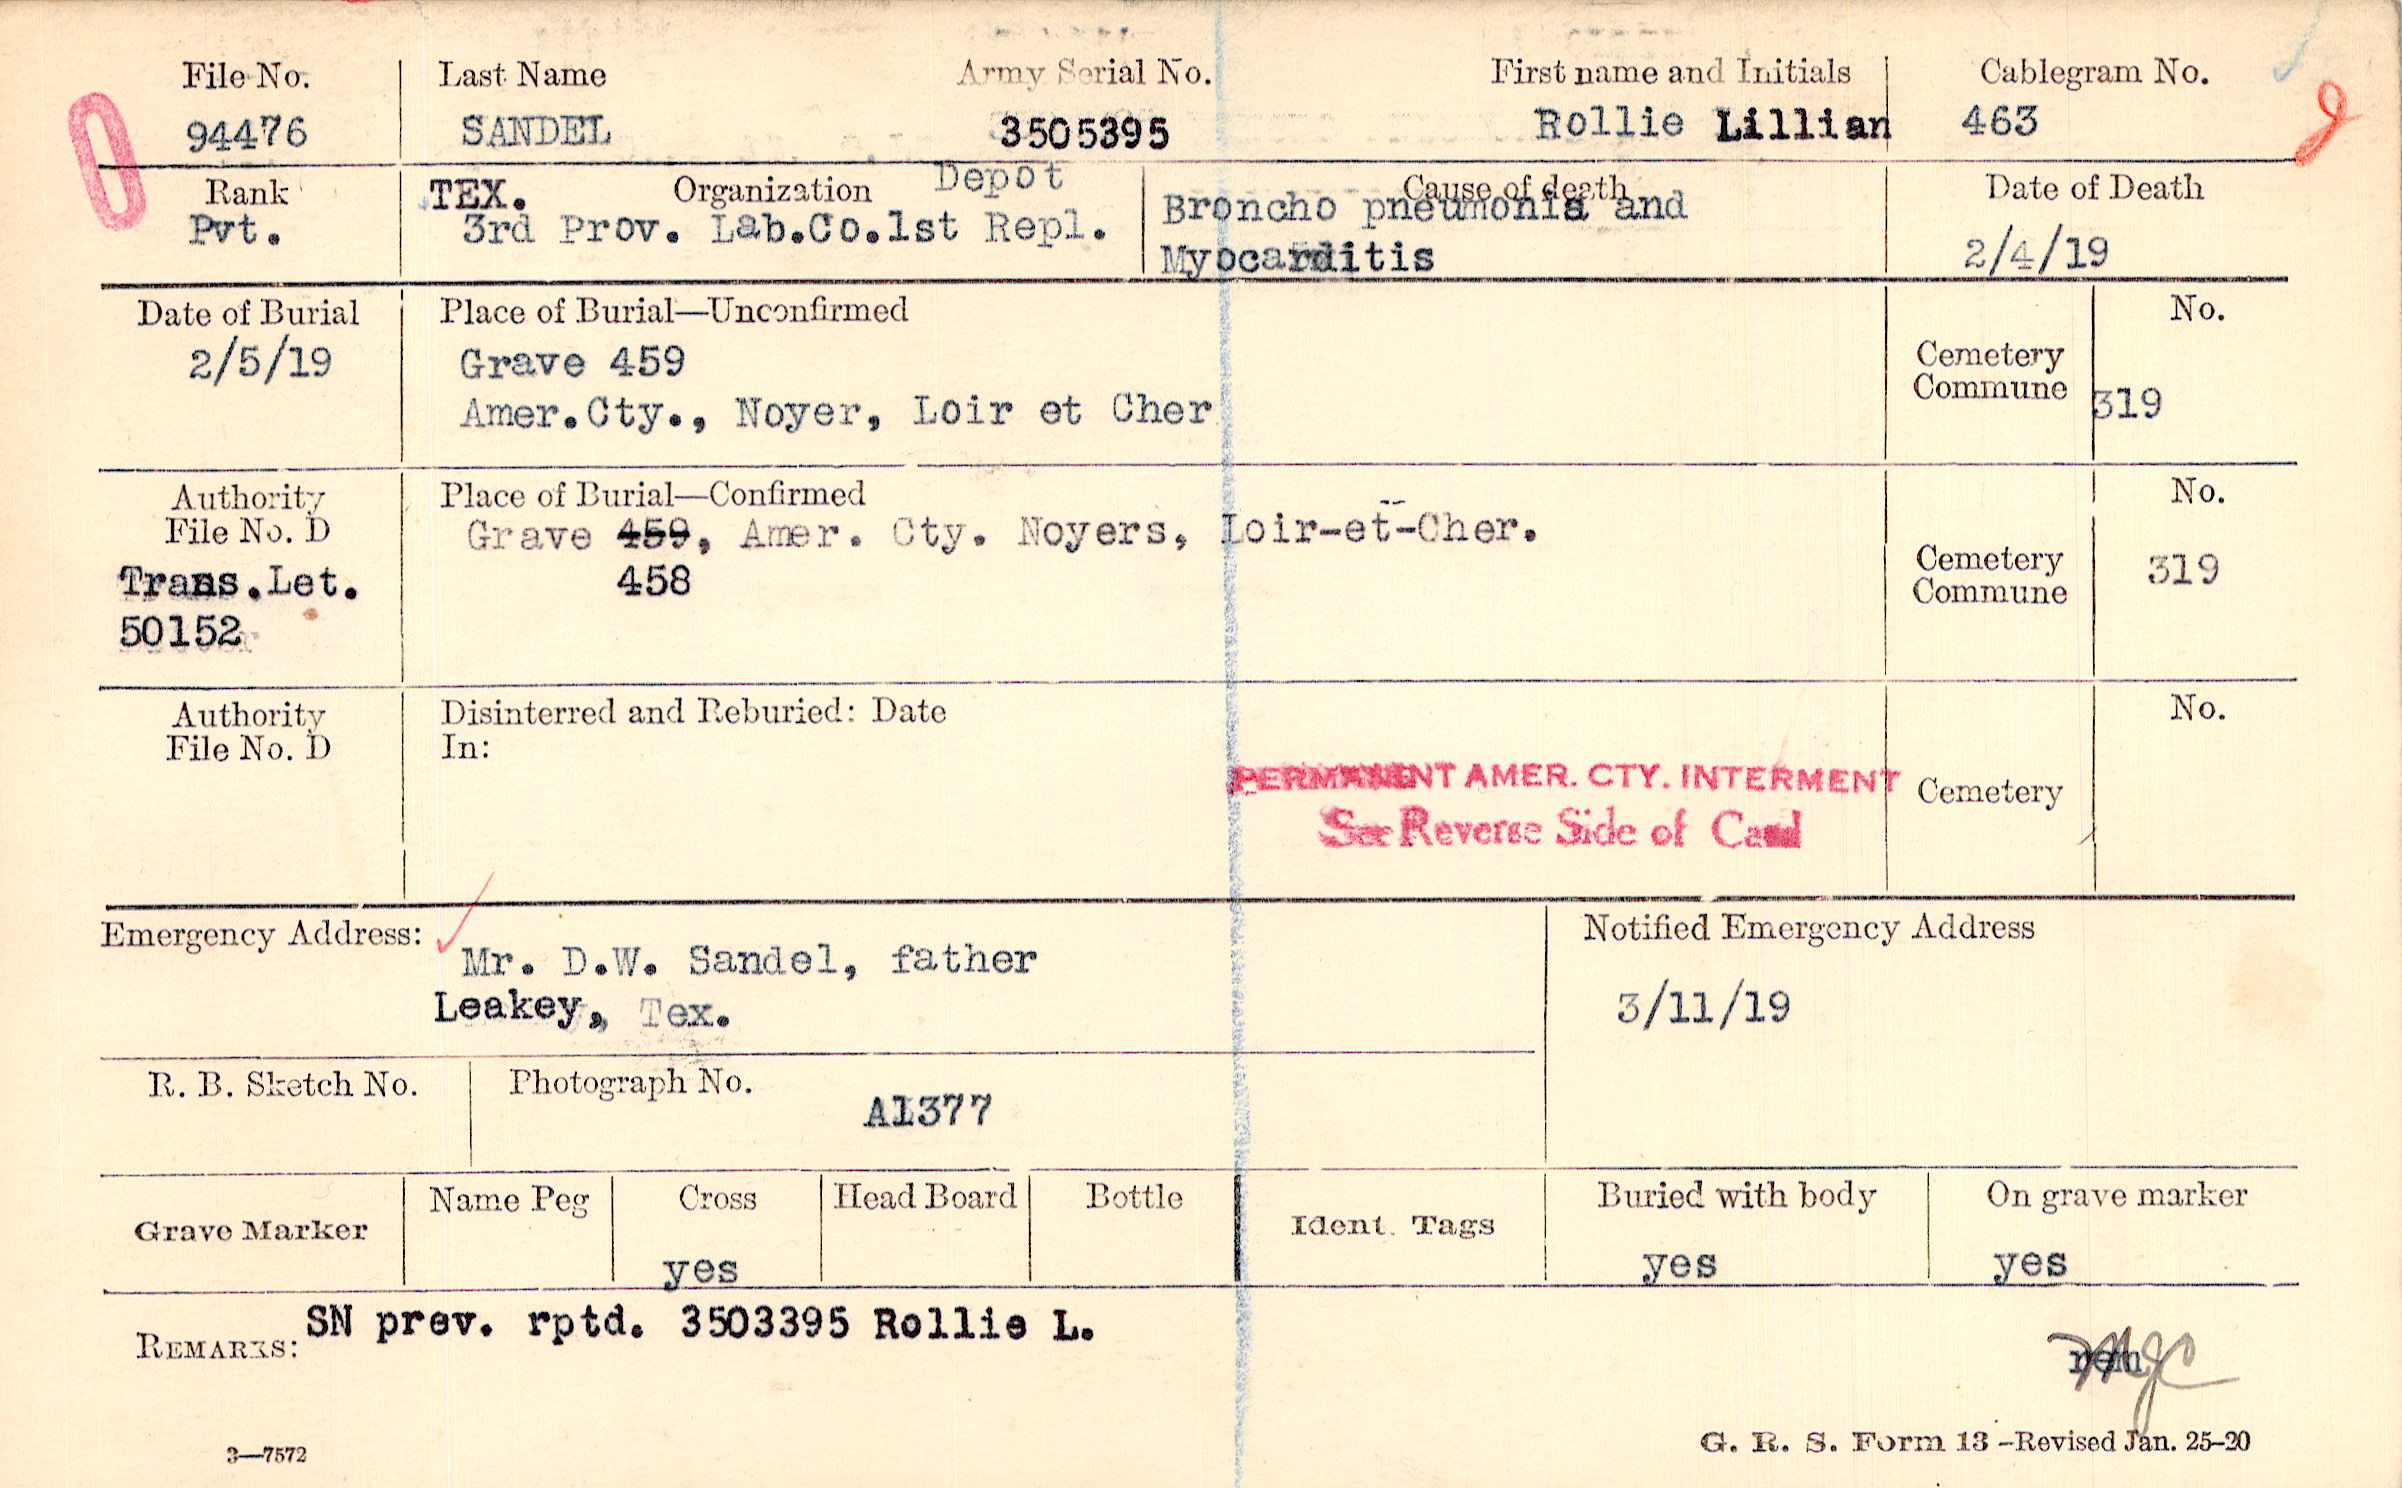 File No. Last Name Army Serial No. First name and Initials Cablegram No.
94476 SANDEL 3505395 Rollie Lillian 463
Rank TEX. Organization Depot Cause of death Date of Death
Pvt. 3rd Prov. Lab.Co.1st Repl. Broncho pneumonia and
Myocarditis 2/4/19
Date of Burial Place of Burial—Unconfirmed No.
2/5/19 Grave 459 Cemetery
Amer.Cty., Noyer, Loir et Cher Commune 319
Authority Place of Burial—Confirmed No.
File No. D Grave 459, Amer. Cty. Noyers, Loir-et-Cher.
Trans.Let. 458 Cemetery 319
50152 Commune
Authority Disinterred and Reburied: Date No.
File No. D In:
PERMANENT AMER. CTY. INTERMENT Cemetery
See Reverse Side of Card
Emergency Address: Notified Emergency Address
Mr. D.W. Sandel, father
Leakey, Tex. 3/11/19
R. B. Sketch No. Photograph No.
A1377
Grave Marker Name Peg Cross Head Board Bottle Ident. Tags Buried with body On grave marker
yes yes yes
REMARKS: SN prev. rptd. 3503395 Rollie L.
3—7572 G. R. S. Form 13 -Revised Jan. 25-20